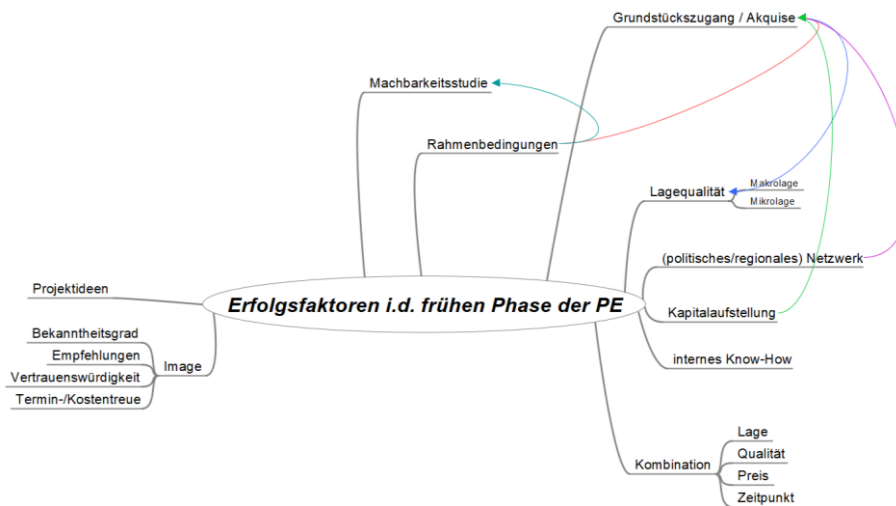 Grundstückszugang / Akquise
Machbarkeitsstudie
Rahmenbedingungen
Lagequalität
Makrolage
Mikrolage
(politisches/regionales) Netzwerk
Projektideen
Erfolgsfaktoren i.d. frühen Phase der PE
Kapitalaufstellung
Bekanntheitsgrad
Empfehlungen
Vertrauenswürdigkeit
Termin-/Kostentreue
Image
internes Know-How
Kombination
Lage
Qualität
Preis
Zeitpunkt